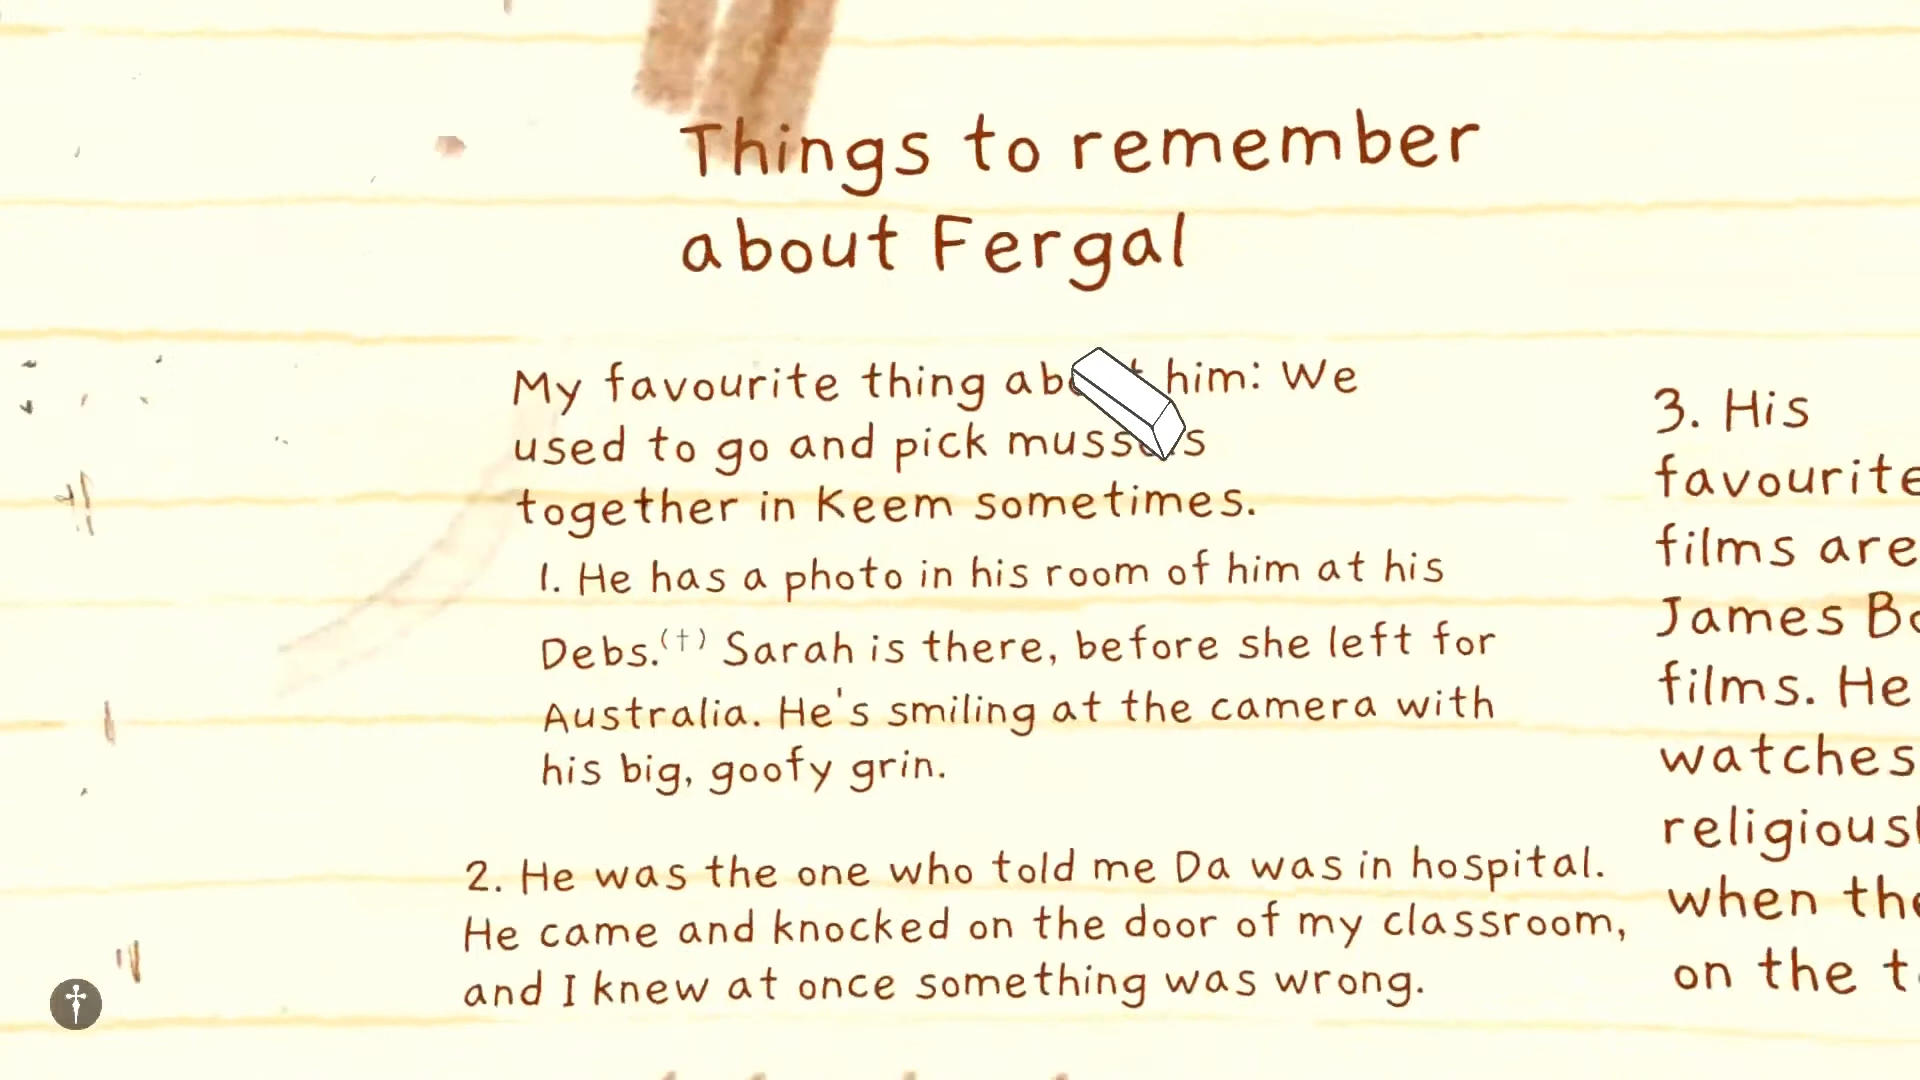 Things to remember
about Fergal
My favourite thing him: We
used to go and pick
together in Keem sometimes.
1. He has a photo in his room of him at his
Debs.(†) Sarah is there, before she left for
Australia. He's smiling at the camera with
his big, goofy grin.
2. He was the one who told me Da was in hospital.
He came and knocked on the door of my classroom,
and I knew at once something was wrong.
3. His
favourite
films are
James
films. He
watches
when
on the